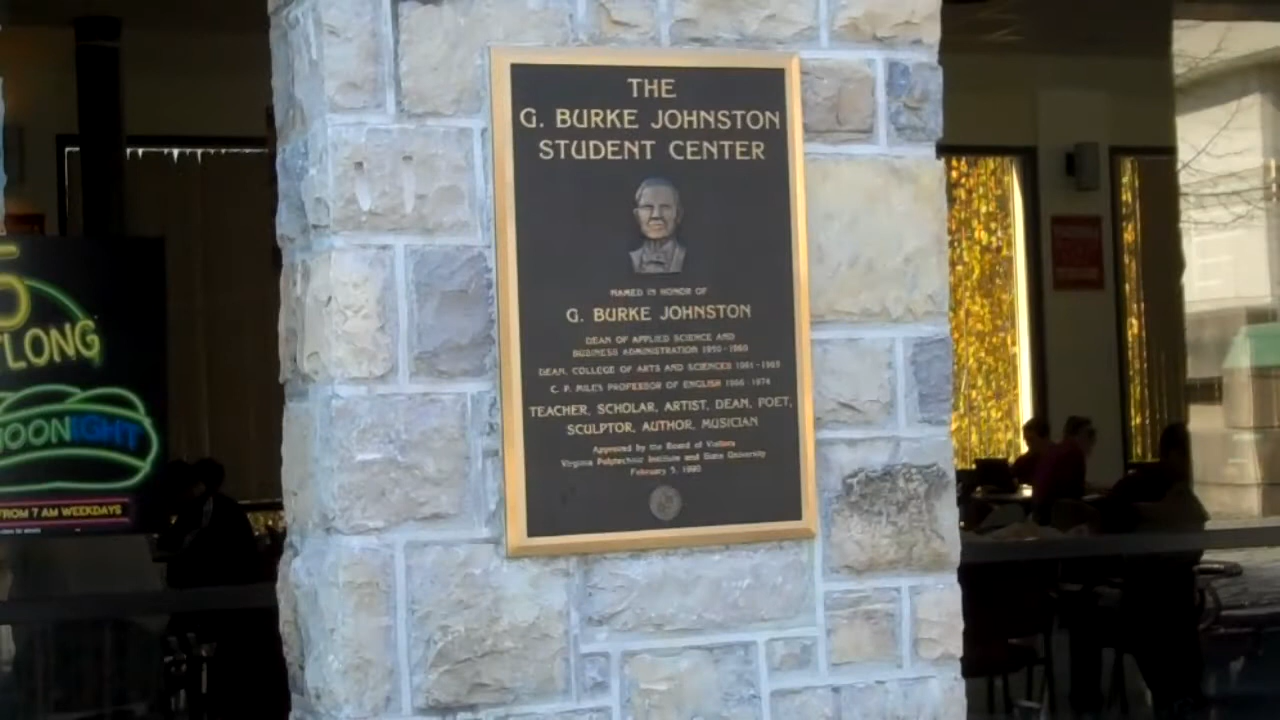 THE
G. BURKE JOHNSTON
STUDENT CENTER
NAMED IN HONOR OF
G. BURKE JOHNSTON
DEAN OF APPLIED SCIENCE AND
BUSINESS ADMINISTRATION
DEAN, COLLEGE OF ARTS AND SCIENCES
C. P. MILES PROFESSOR OF ENGLISH
TEACHER, SCHOLAR, ARTIST, DEAN, POET,
SCULPTOR, AUTHOR, MUSICIAN
Approved by the Board of Visitors
Virginia Polytechnic Institute and State University
February 5,
LONG
NOONIGHT
FROM 7 AM WEEKDAYS